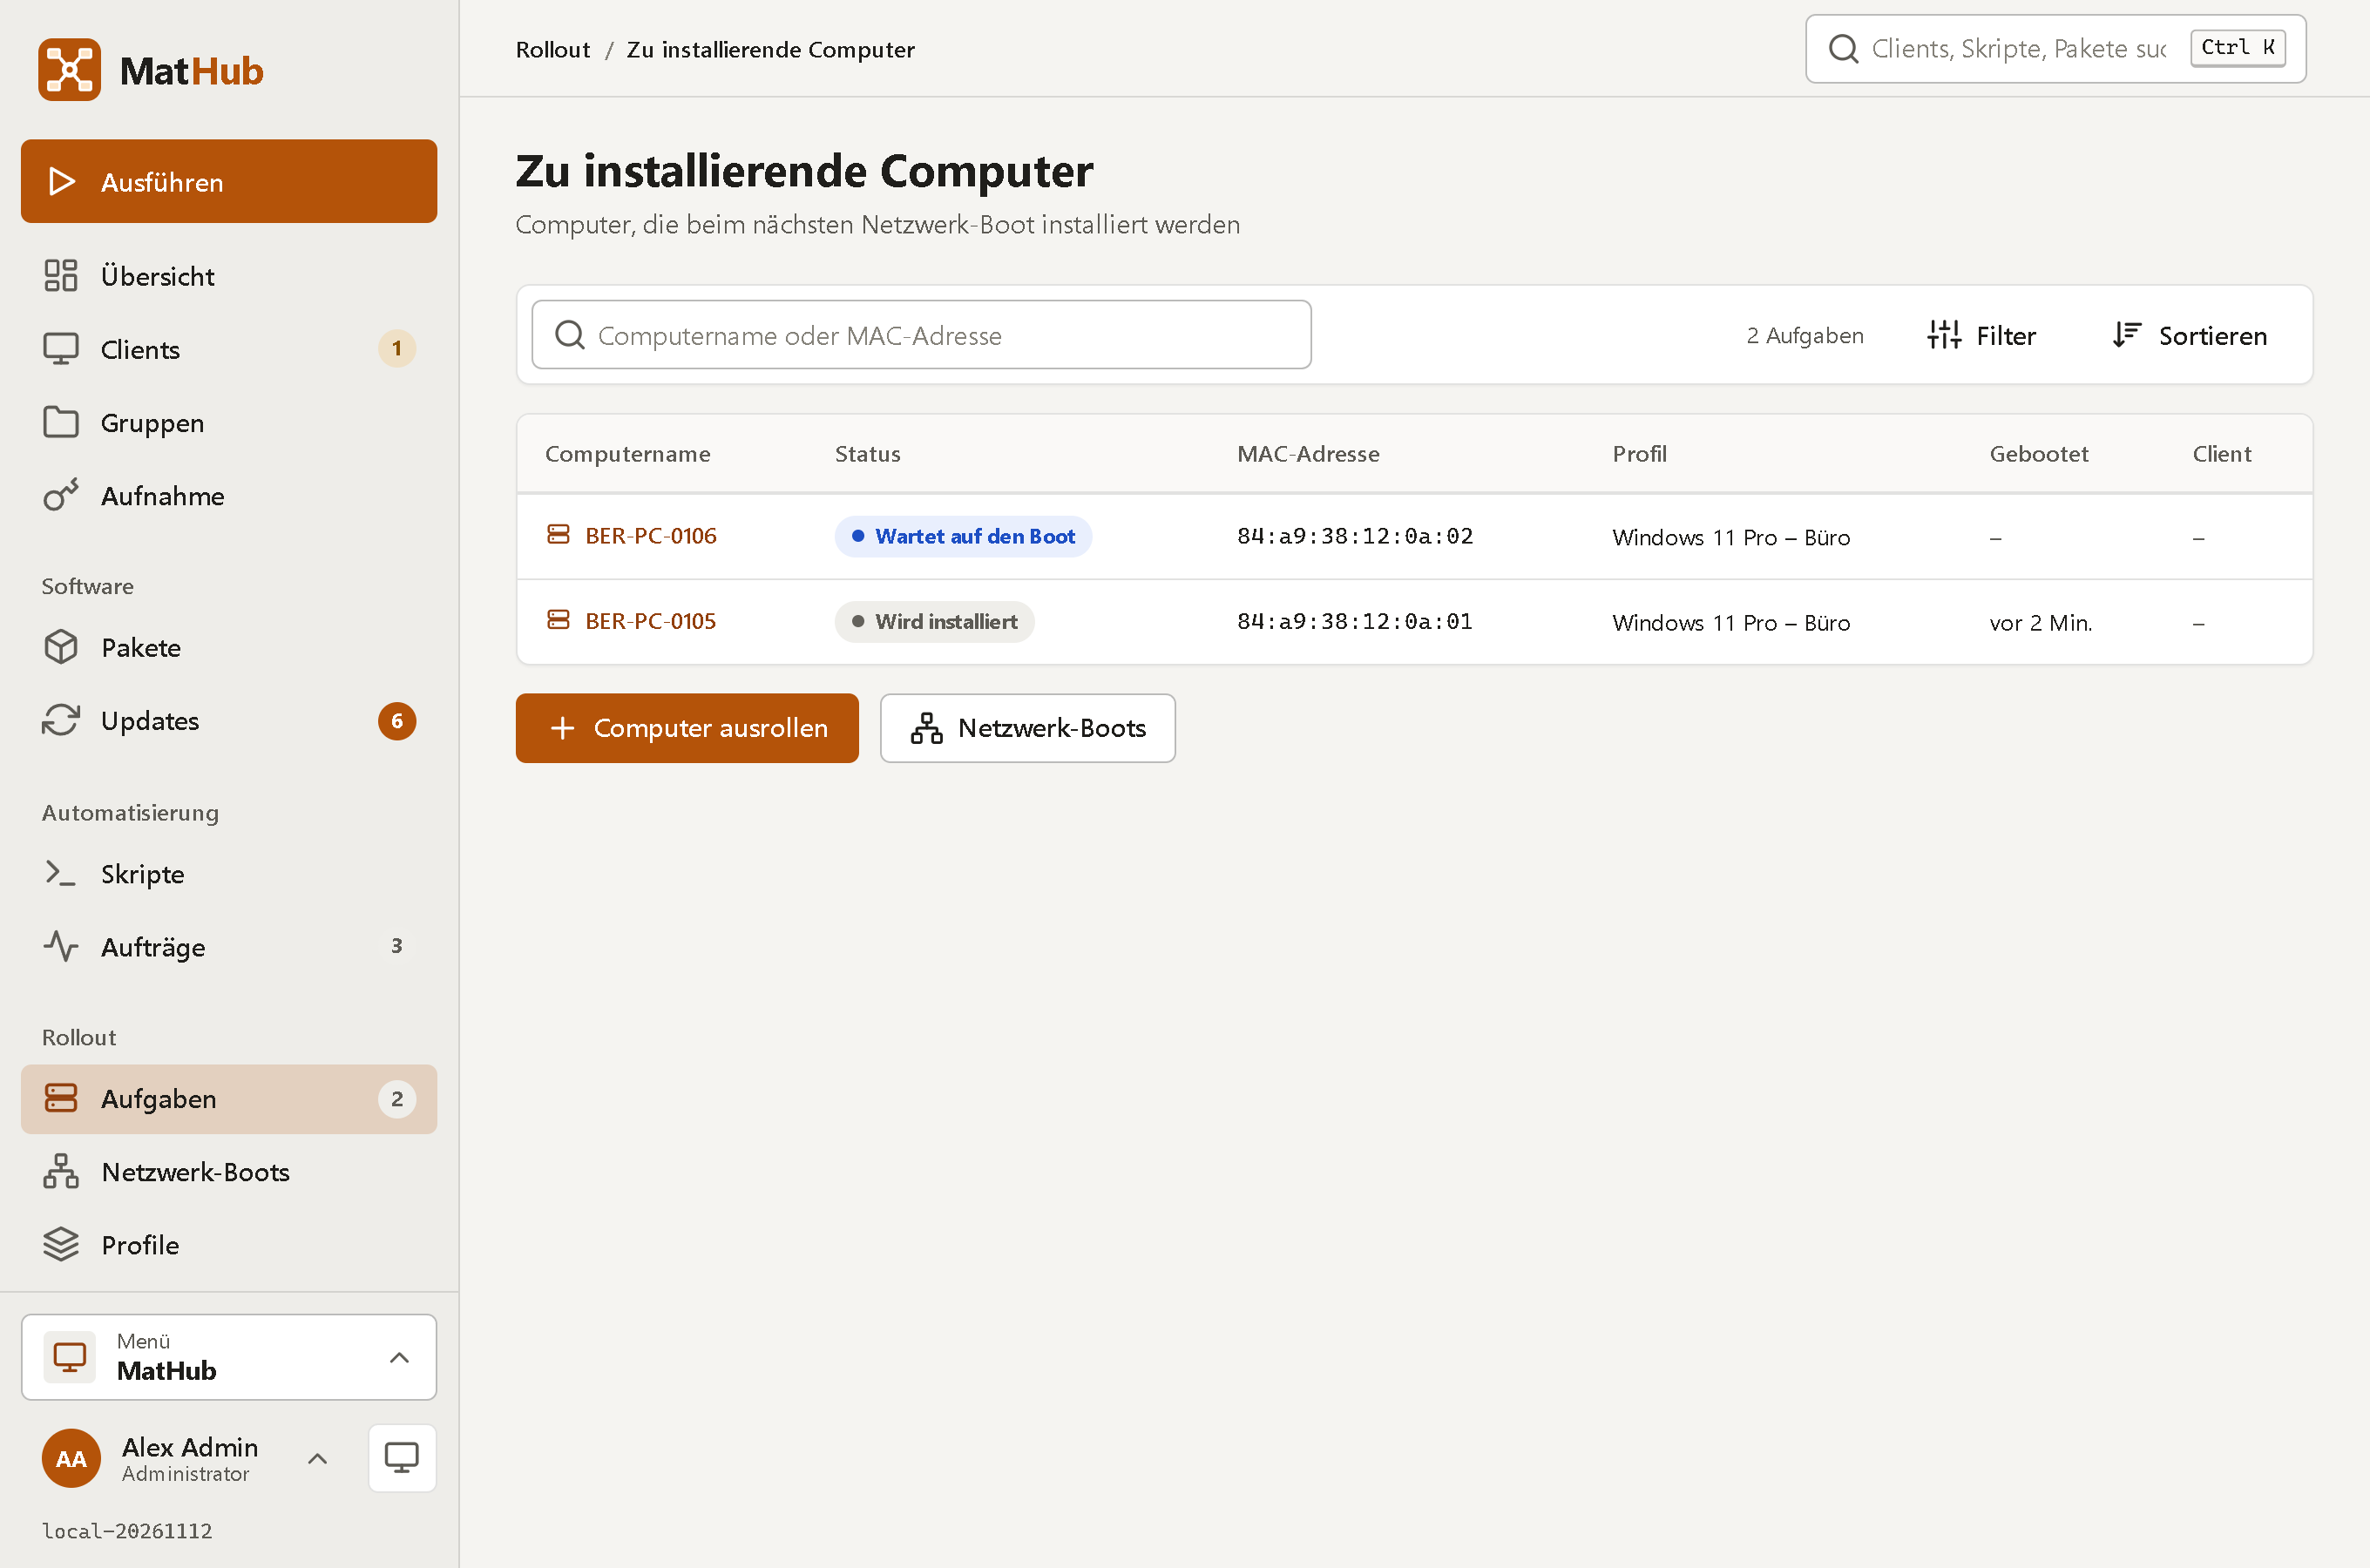 MatHub
Ausführen
Übersicht
Clients 1
Gruppen
Aufnahme
Software
Pakete
Updates 6
Automatisierung
Skripte
Aufträge 3
Rollout
Aufgaben 2
Netzwerk-Boots
Profile
Menü
MatHub
AA Alex Admin
Administrator
local-20261112
Rollout / Zu installierende Computer
Clients, Skripte, Pakete suc Ctrl K
Zu installierende Computer
Computer, die beim nächsten Netzwerk-Boot installiert werden
Computername oder MAC-Adresse 2 Aufgaben Filter Sortieren
Computername Status MAC-Adresse Profil Gebootet Client
BER-PC-0106 Wartet auf den Boot 84:a9:38:12:0a:02 Windows 11 Pro – Büro – –
BER-PC-0105 Wird installiert 84:a9:38:12:0a:01 Windows 11 Pro – Büro vor 2 Min. –
Computer ausrollen Netzwerk-Boots